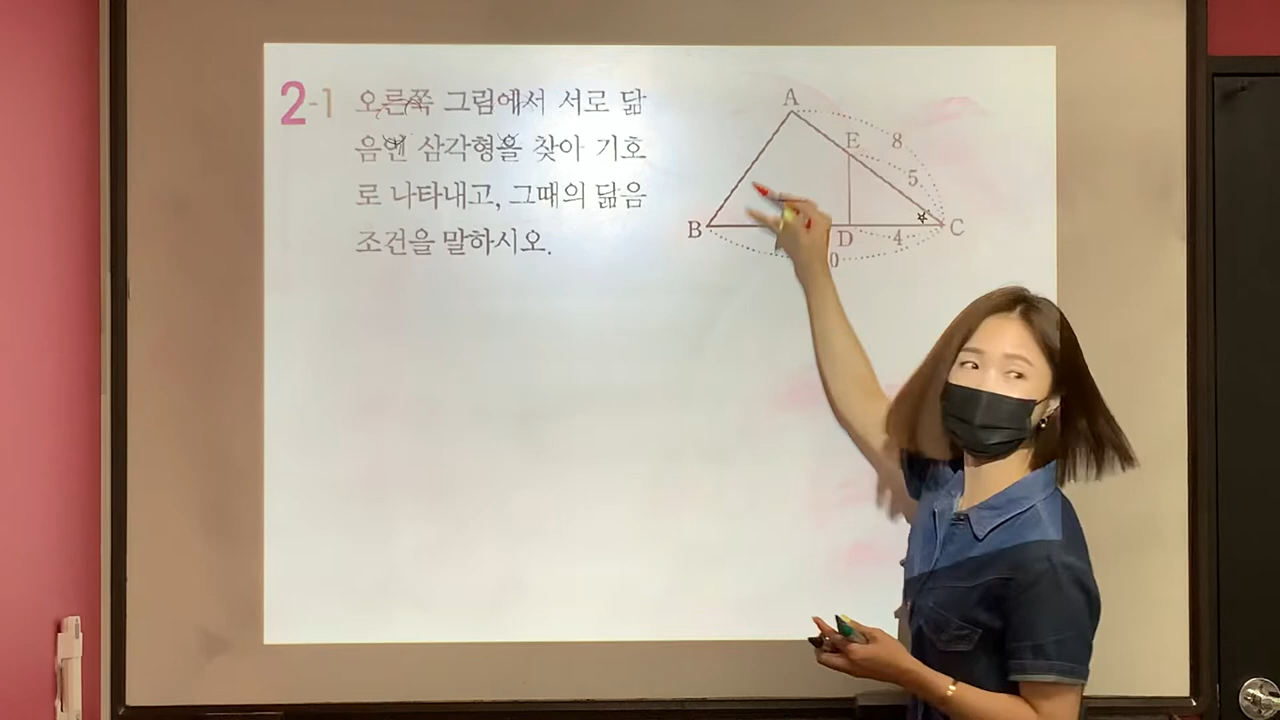 2-1 오른쪽 그림에서 서로 닮
음인 삼각형을 찾아 기호
로 나타내고, 그때의 닮음
조건을 말하시오.
A
E 8
5
B D 4 C
0